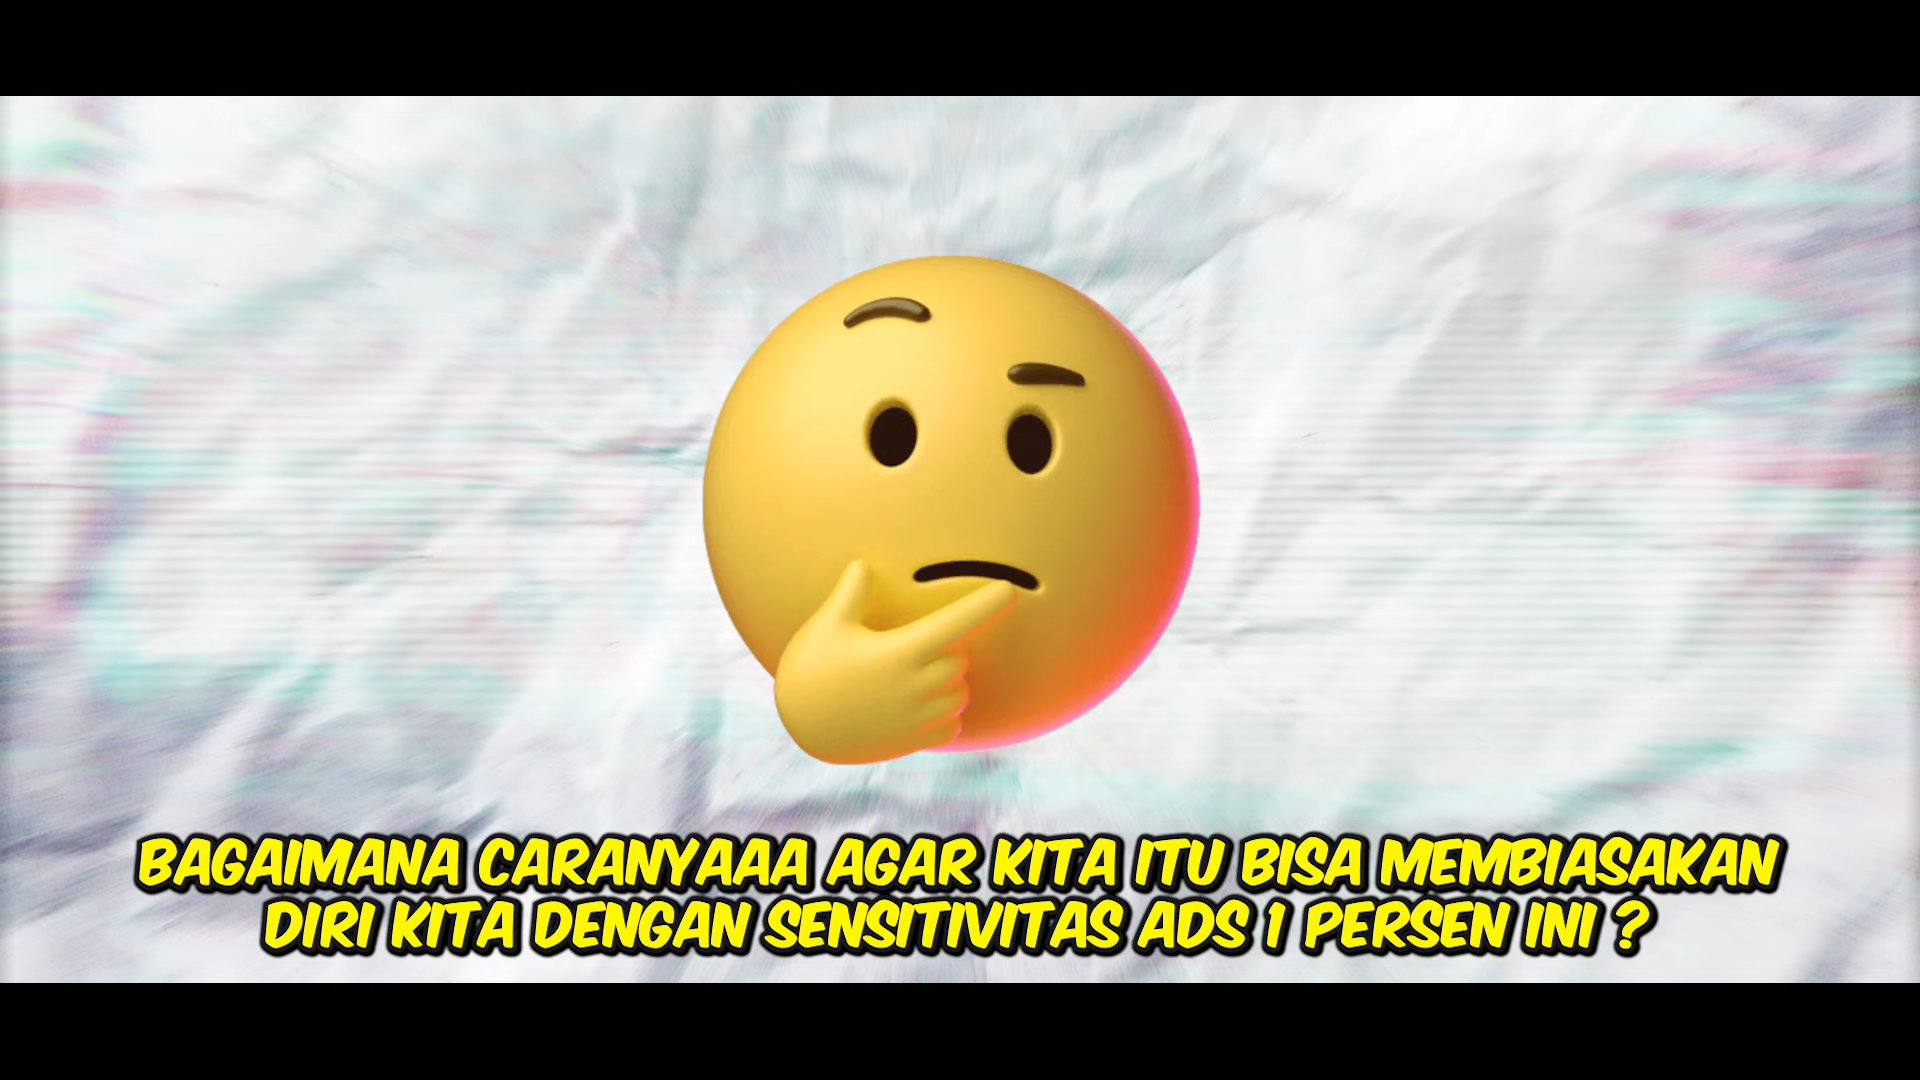 BAGAIMANA CARANYAAA AGAR KITA ITU BISA MEMBIASAKAN
DIRI KITA DENGAN SENSITIVITAS ADS 1 PERSEN INI ?